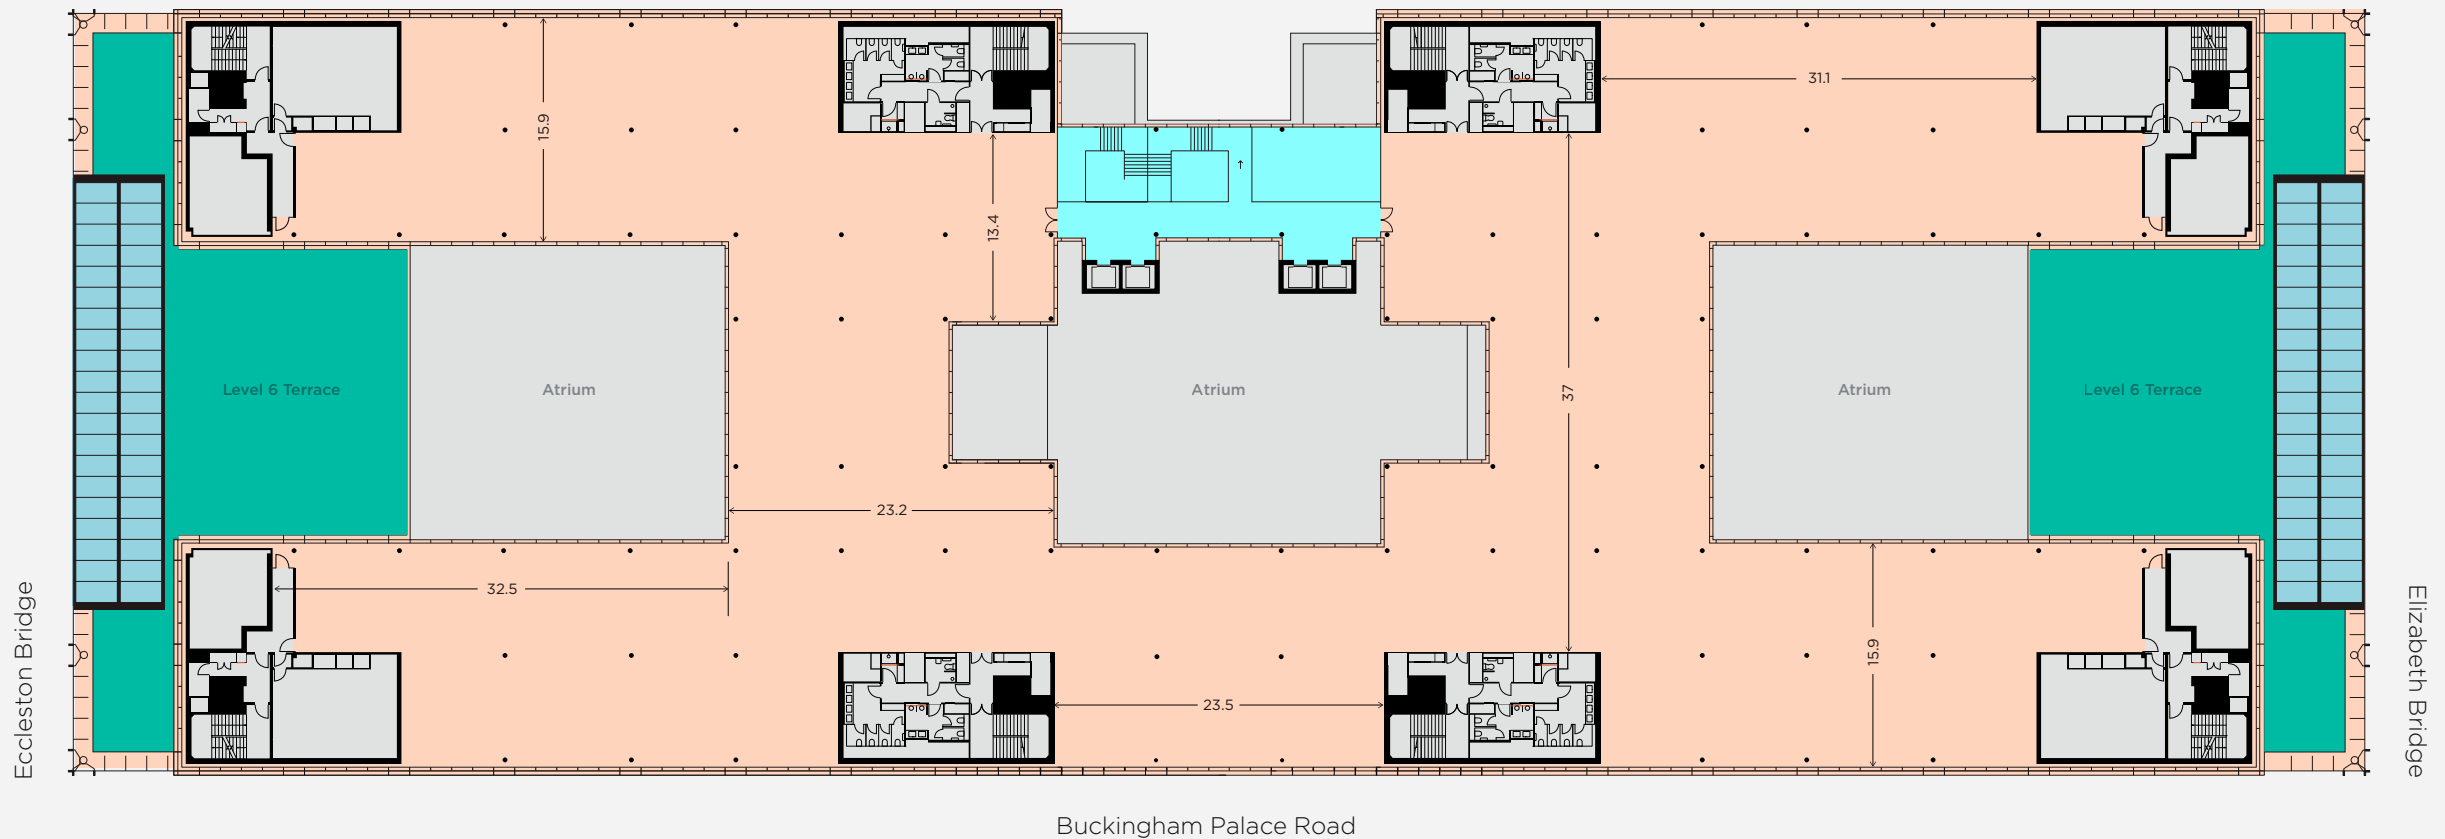 31.1
15.9
13.4
Level 6 Terrace
Atrium
Atrium
37
Atrium
Level 6 Terrace
23.2
32.5
15.9
23.5
Eccleston Bridge
Elizabeth Bridge
Buckingham Palace Road